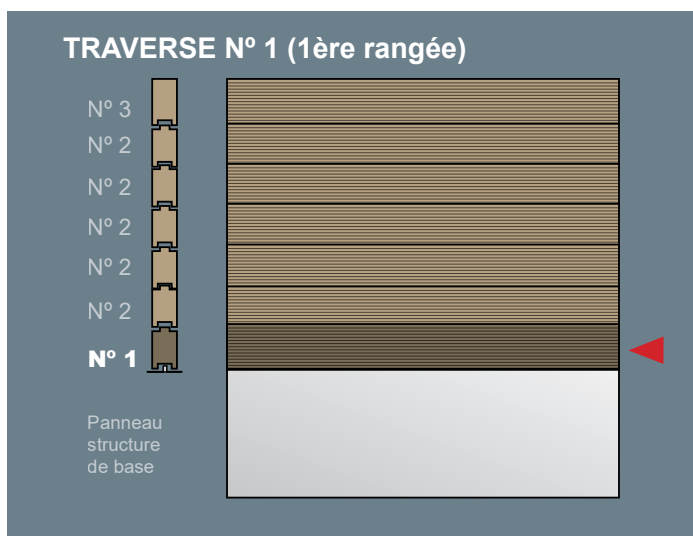 TRAVERSE Nº 1 (1ère rangée)
Nº 3
Nº 2
Nº 2
Nº 2
Nº 2
Nº 2
Nº 1
Panneau
structure
de base